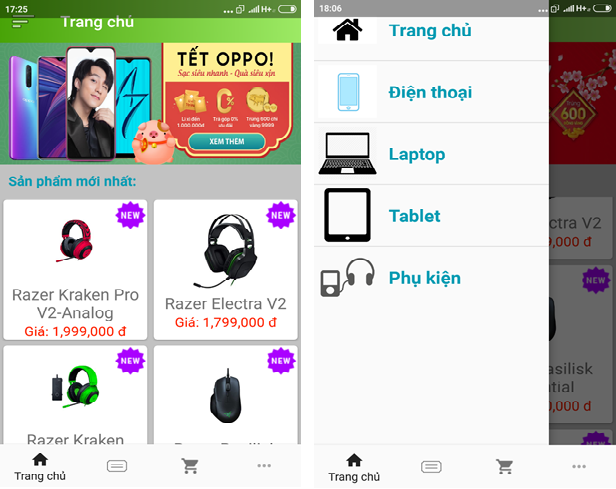 17:25
H+
Trang chủ
TẾT OPPO!
Sạc siêu nhanh - Quà siêu xịn
Lì xì đến
1.000.000đ
Trả góp 0%
Trúng 600 chỉ
vàng 9999
XEM THÊM
Sản phẩm mới nhất:
NEW
NEW
Razer Kraken Pro
V2-Analog
Giá: 1,999,000 đ
Razer Electra V2
Giá: 1,799,000 đ
NEW
NEW
Razer Kraken
Trang chủ
18:06
H+
Trang chủ
Điện thoại
Laptop
Tablet
Phụ kiện
600
ctra V2
9,000 đ
NEW
asilisk
ntial
0,000 đ
NEW
Trang chủ